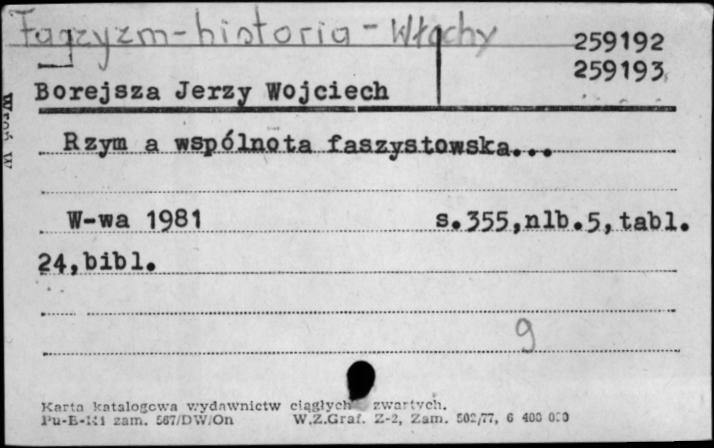 Faszyzm - historia - Włochy
259192
259193
Borejsza Jerzy Wojciech
Rzym a wspólnota faszystowska...
W-wa 1981 s.355,nlb.5,tabl.
24,bibl.
9
Karta katalogowa wydawnictw ciągłych zwartych.
Pu-B-K1 zam. 567/DW/On W.Z.Graf. Z-2, Zam. 502/77, 6 400 000